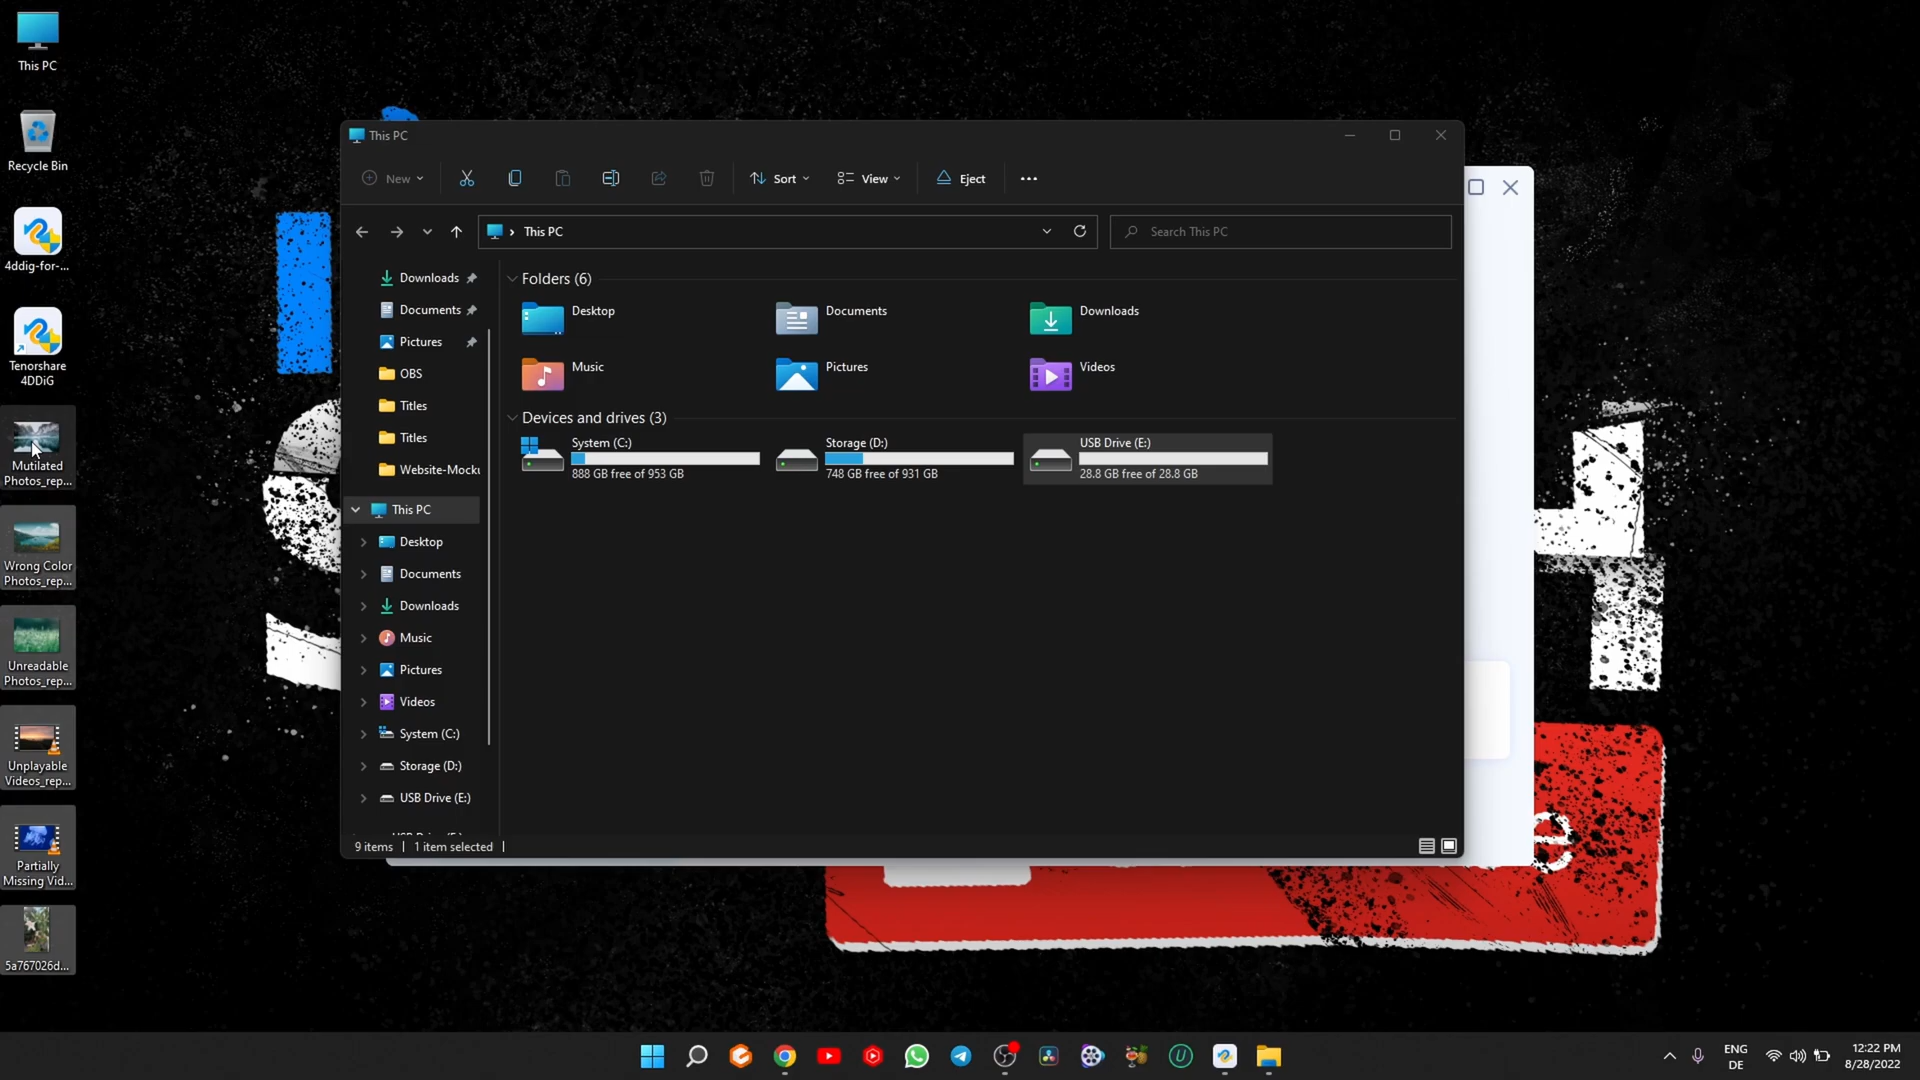 This PC
Recycle Bin
4ddig-for-...
Tenorshare
4DDiG
Mutilated
Photos_rep...
Wrong Color
Photos_rep...
Unreadable
Photos_rep...
Unplayable
Videos_rep...
Partially
Missing Vid...
5a767026d...
This PC
New
Sort
View
Eject
This PC
Search This PC
Downloads
Documents
Pictures
OBS
Titles
Titles
Website-Mocku
This PC
Desktop
Documents
Downloads
Music
Pictures
Videos
System (C:)
Storage (D:)
USB Drive (E:)
Folders (6)
Desktop
Documents
Downloads
Music
Pictures
Videos
Devices and drives (3)
System (C:)
888 GB free of 953 GB
Storage (D:)
748 GB free of 931 GB
USB Drive (E:)
28.8 GB free of 28.8 GB
9 items
1 item selected
ENG
DE
12:22 PM
8/28/2022